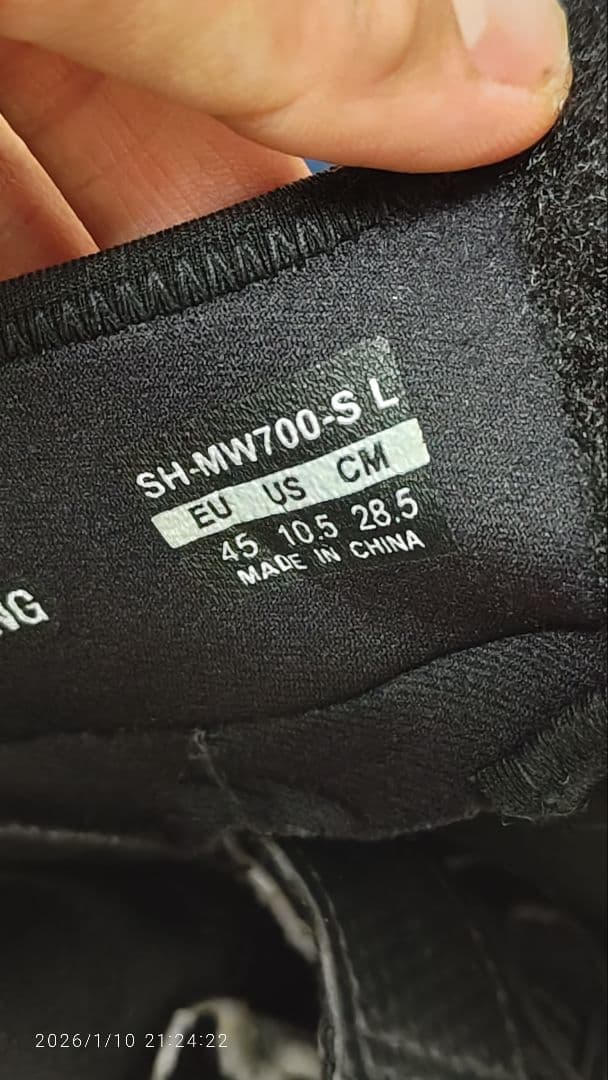 SH-MW700-S L
EU US CM
45 10.5 28.5
MADE IN CHINA
NG
2026/1/10 21:24:22